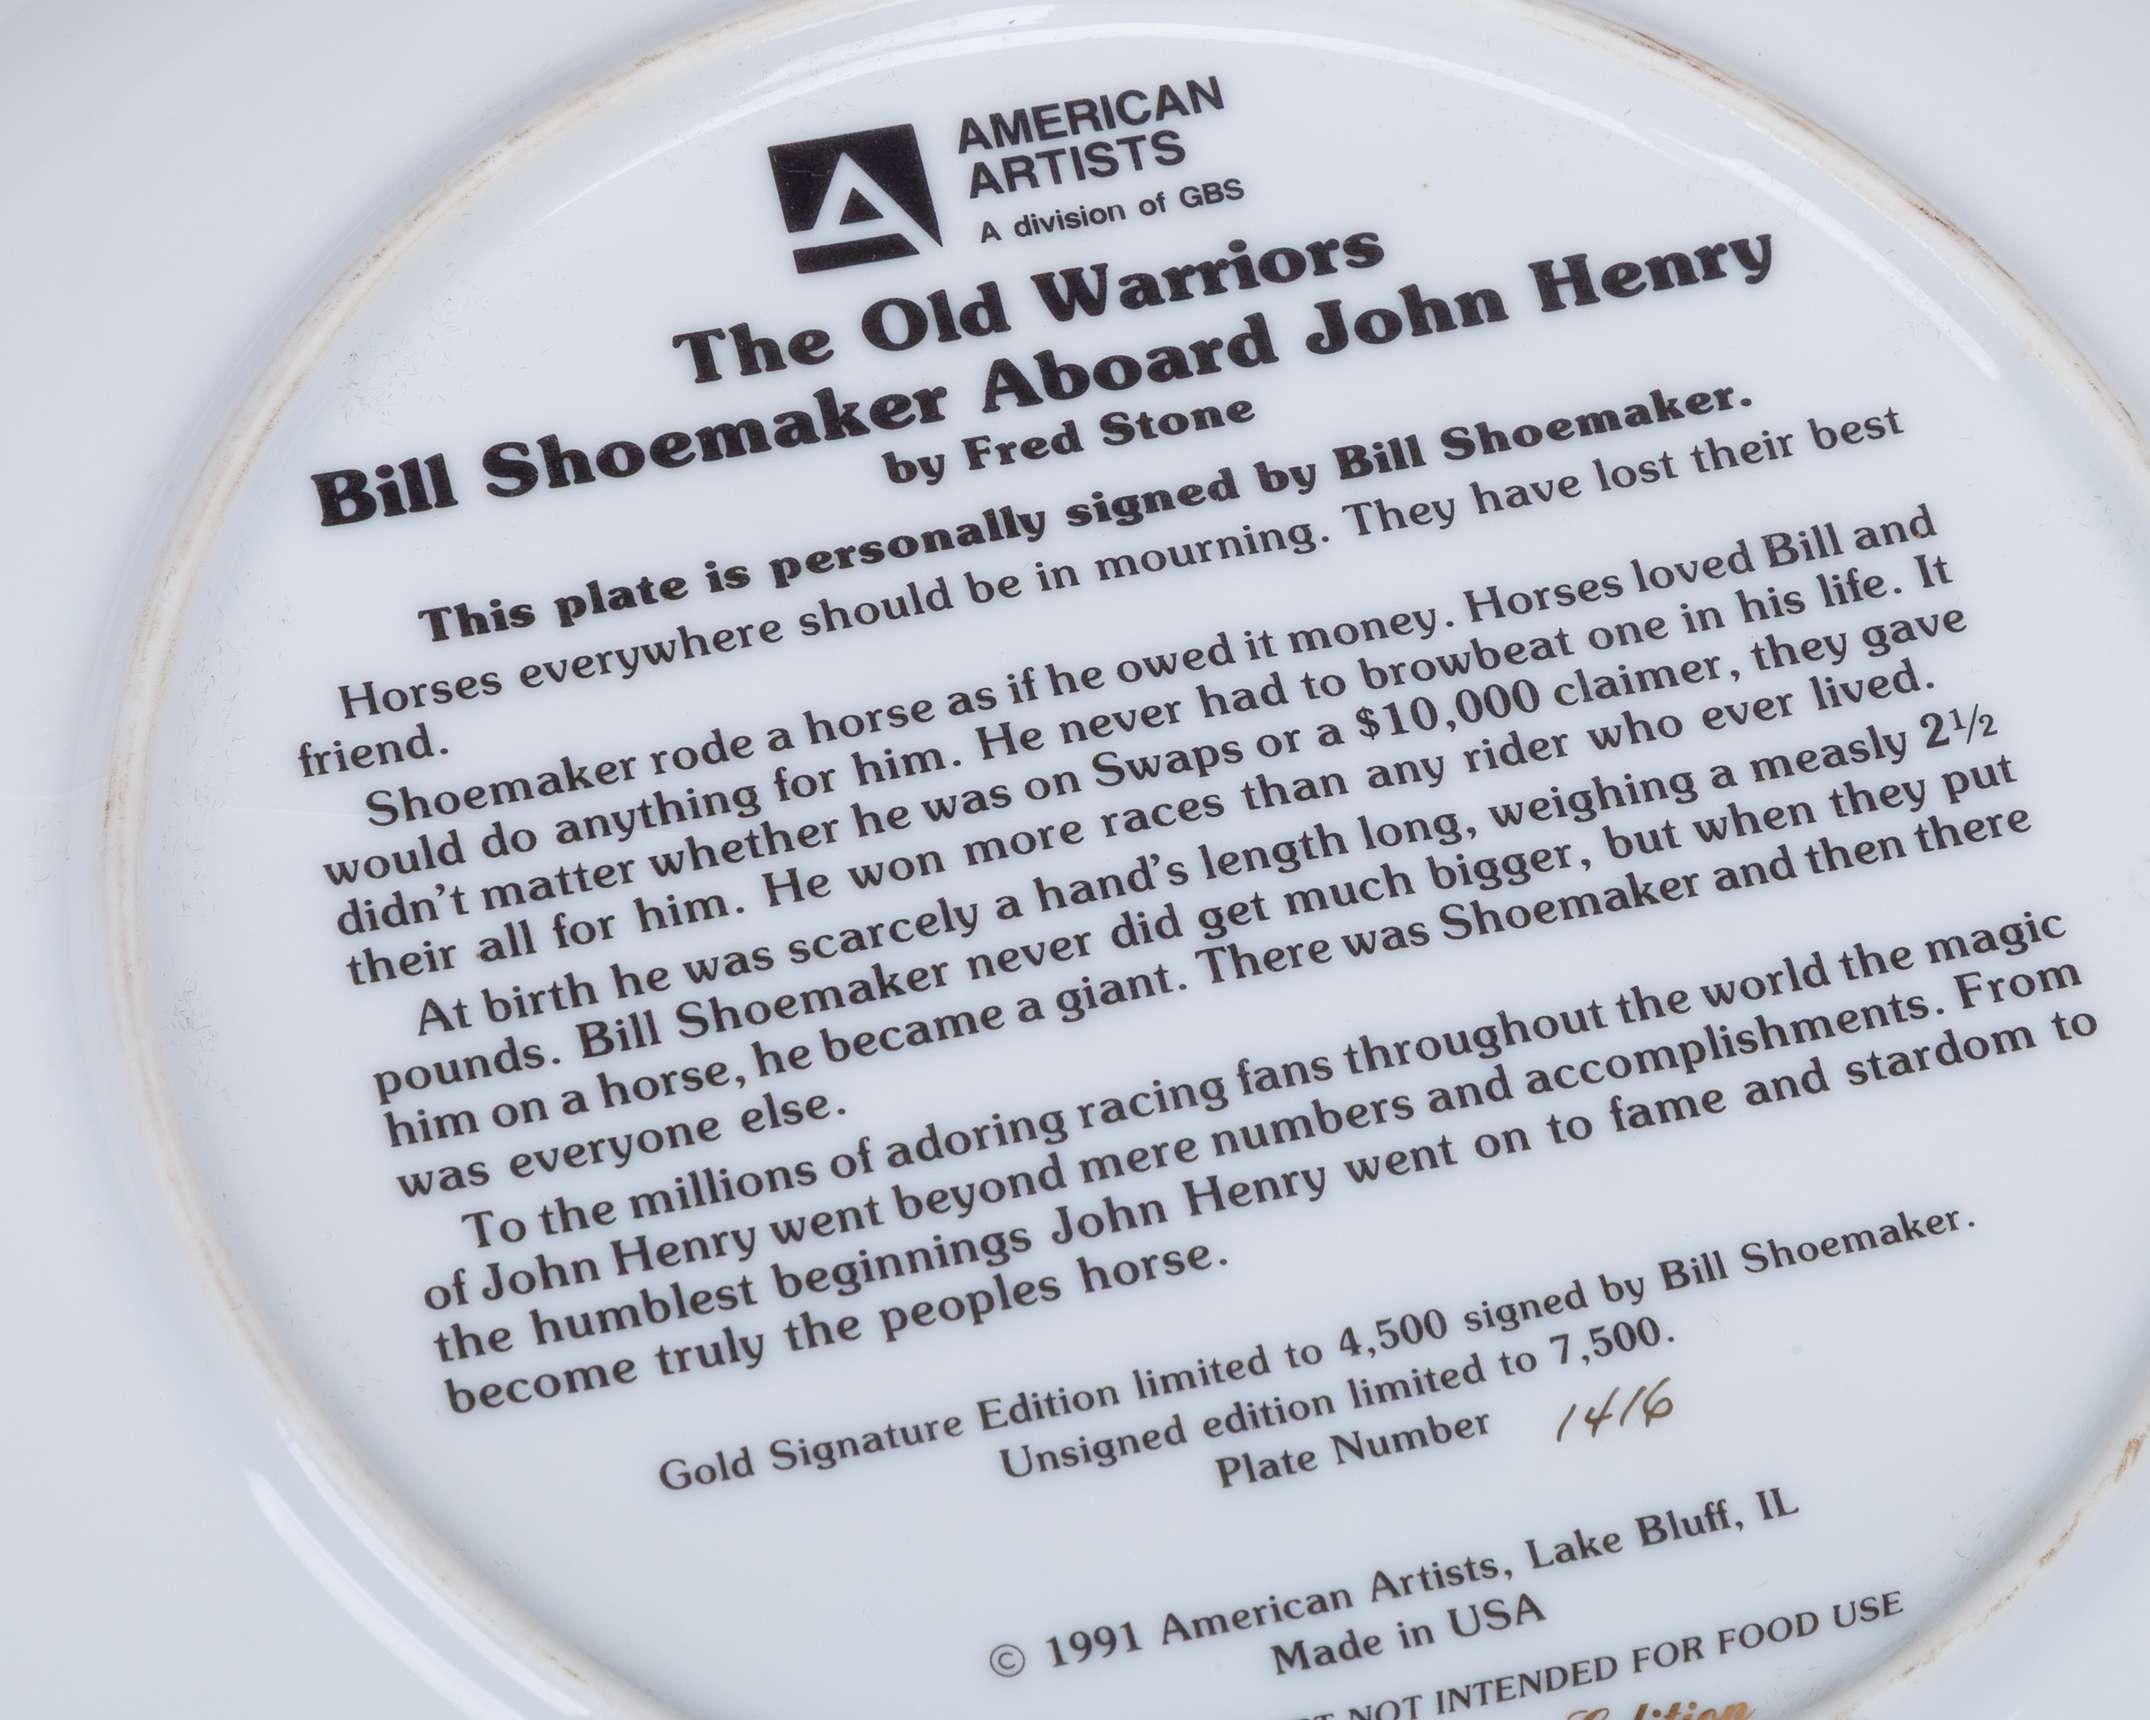 AMERICAN
ARTISTS
A division of GBS
The Old Warriors
Bill Shoemaker Aboard John Henry
by Fred Stone
This plate is personally signed by Bill Shoemaker.
Horses everywhere should be in mourning. They have lost their best
friend.
Shoemaker rode a horse as if he owed it money. Horses loved Bill and
would do anything for him. He never had to browbeat one in his life. It
didn't matter whether he was on Swaps or a $10,000 claimer, they gave
their all for him. He won more races than any rider who ever lived.
At birth he was scarcely a hand's length long, weighing a measly 2½
pounds. Bill Shoemaker never did get much bigger, but when they put
him on a horse, he became a giant. There was Shoemaker and then there
was everyone else.
To the millions of adoring racing fans throughout the world the magic
of John Henry went beyond mere numbers and accomplishments. From
the humblest beginnings John Henry went on to fame and stardom to
become truly the peoples horse.
Gold Signature Edition limited to 4,500 signed by Bill Shoemaker.
Unsigned edition limited to 7,500.
Plate Number 1416
© 1991 American Artists, Lake Bluff, IL
Made in USA
NOT INTENDED FOR FOOD USE
Edition